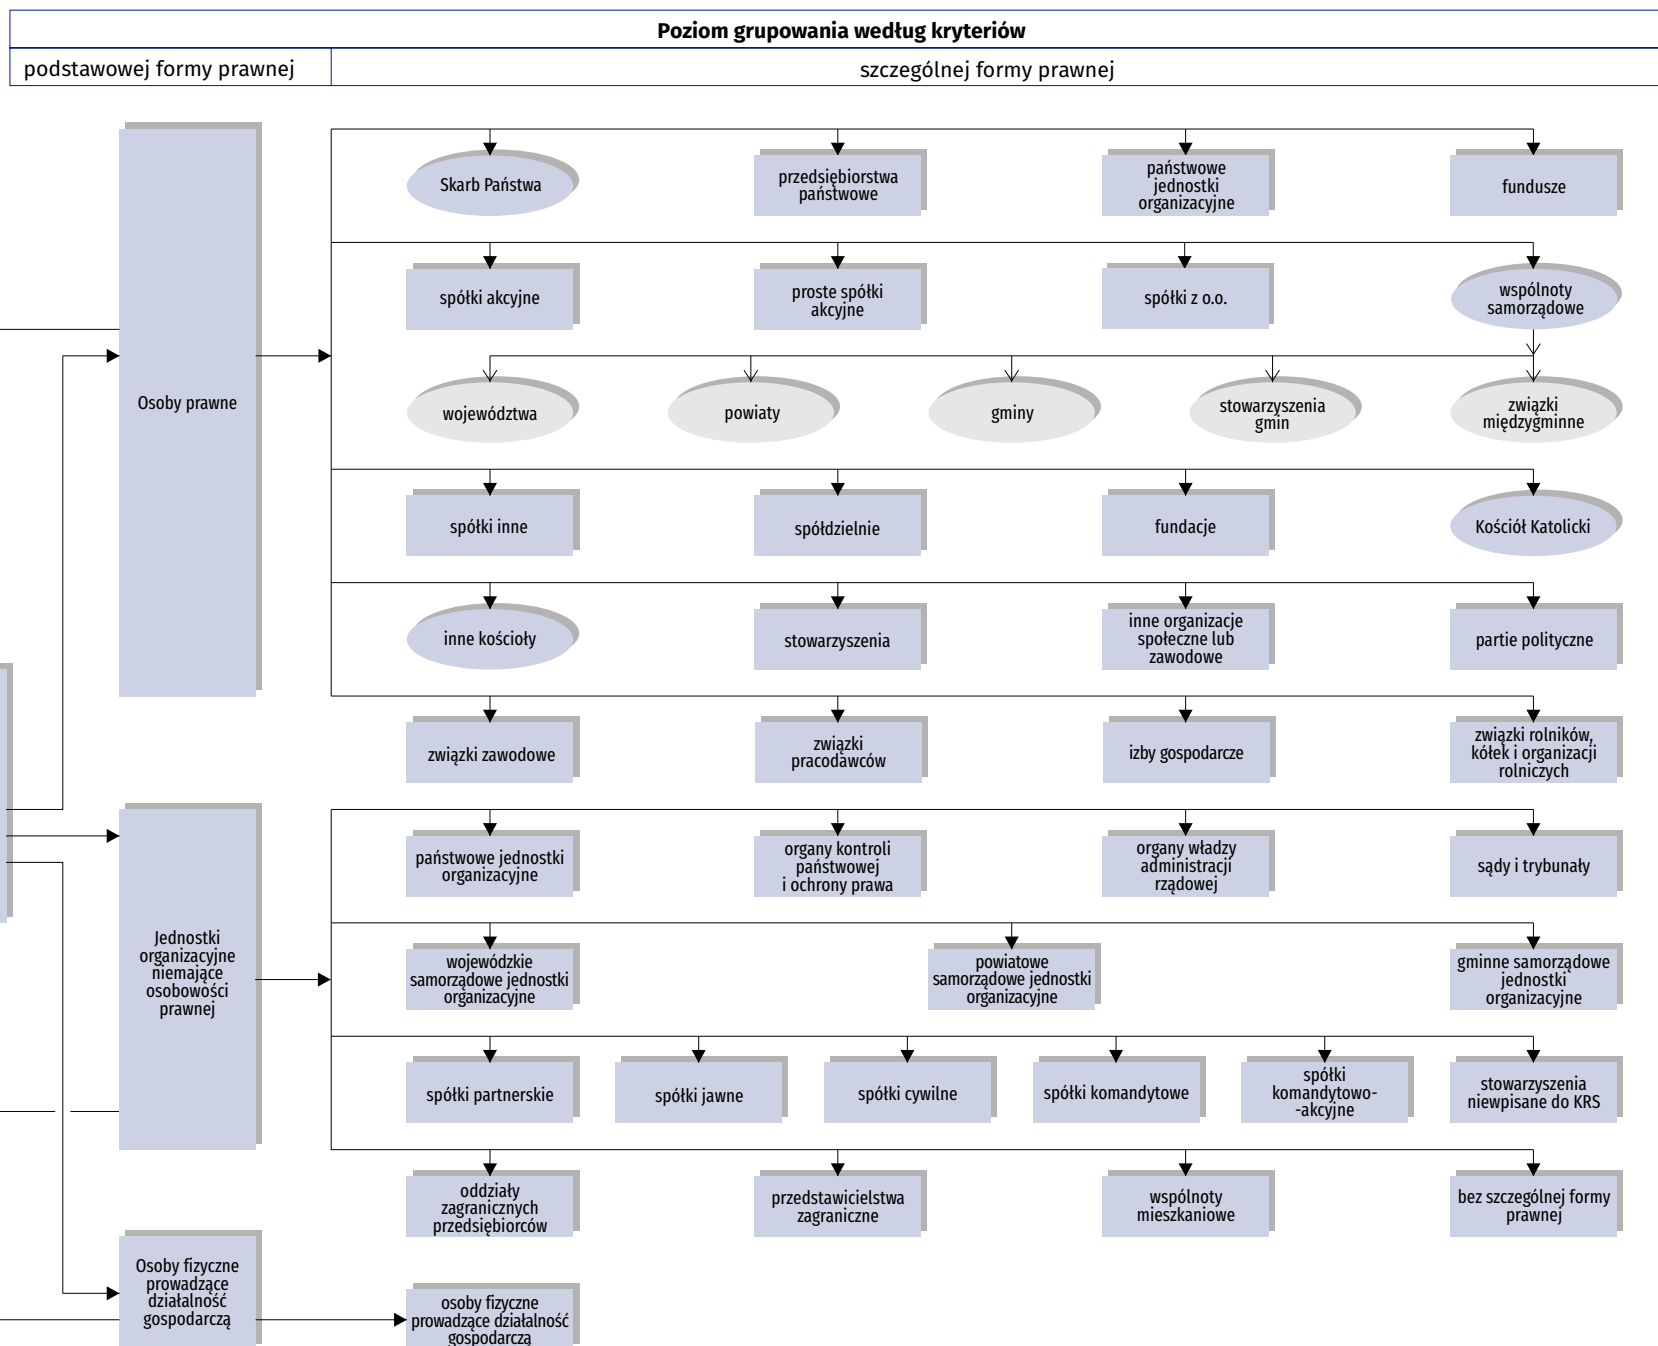 Poziom grupowania według kryteriów
podstawowej formy prawnej
szczególnej formy prawnej
Osoby prawne
Skarb Państwa
przedsiębiorstwa
państwowe
państwowe
jednostki
organizacyjne
fundusze
spółki akcyjne
proste spółki
akcyjne
spółki z o.o.
wspólnoty
samorządowe
województwa
powiaty
gminy
stowarzyszenia
gmin
związki
międzygminne
spółki inne
spółdzielnie
fundacje
Kościół Katolicki
inne kościoły
stowarzyszenia
inne organizacje
społeczne lub
zawodowe
partie polityczne
związki zawodowe
związki
pracodawców
izby gospodarcze
związki rolników,
kółek i organizacji
rolniczych
Jednostki
organizacyjne
niemające
osobowości
prawnej
państwowe jednostki
organizacyjne
organy kontroli
państwowej
i ochrony prawa
organy władzy
administracji
rządowej
sądy i trybunały
wojewódzkie
samorządowe jednostki
organizacyjne
powiatowe
samorządowe jednostki
organizacyjne
gminne samorządowe
jednostki
organizacyjne
spółki partnerskie
spółki jawne
spółki cywilne
spółki komandytowe
spółki
komandytowo-
-akcyjne
stowarzyszenia
niewpisane do KRS
oddziały
zagranicznych
przedsiębiorców
przedstawicielstwa
zagraniczne
wspólnoty
mieszkaniowe
bez szczególnej formy
prawnej
Osoby fizyczne
prowadzące
działalność
gospodarczą
osoby fizyczne
prowadzące działalność
gospodarczą